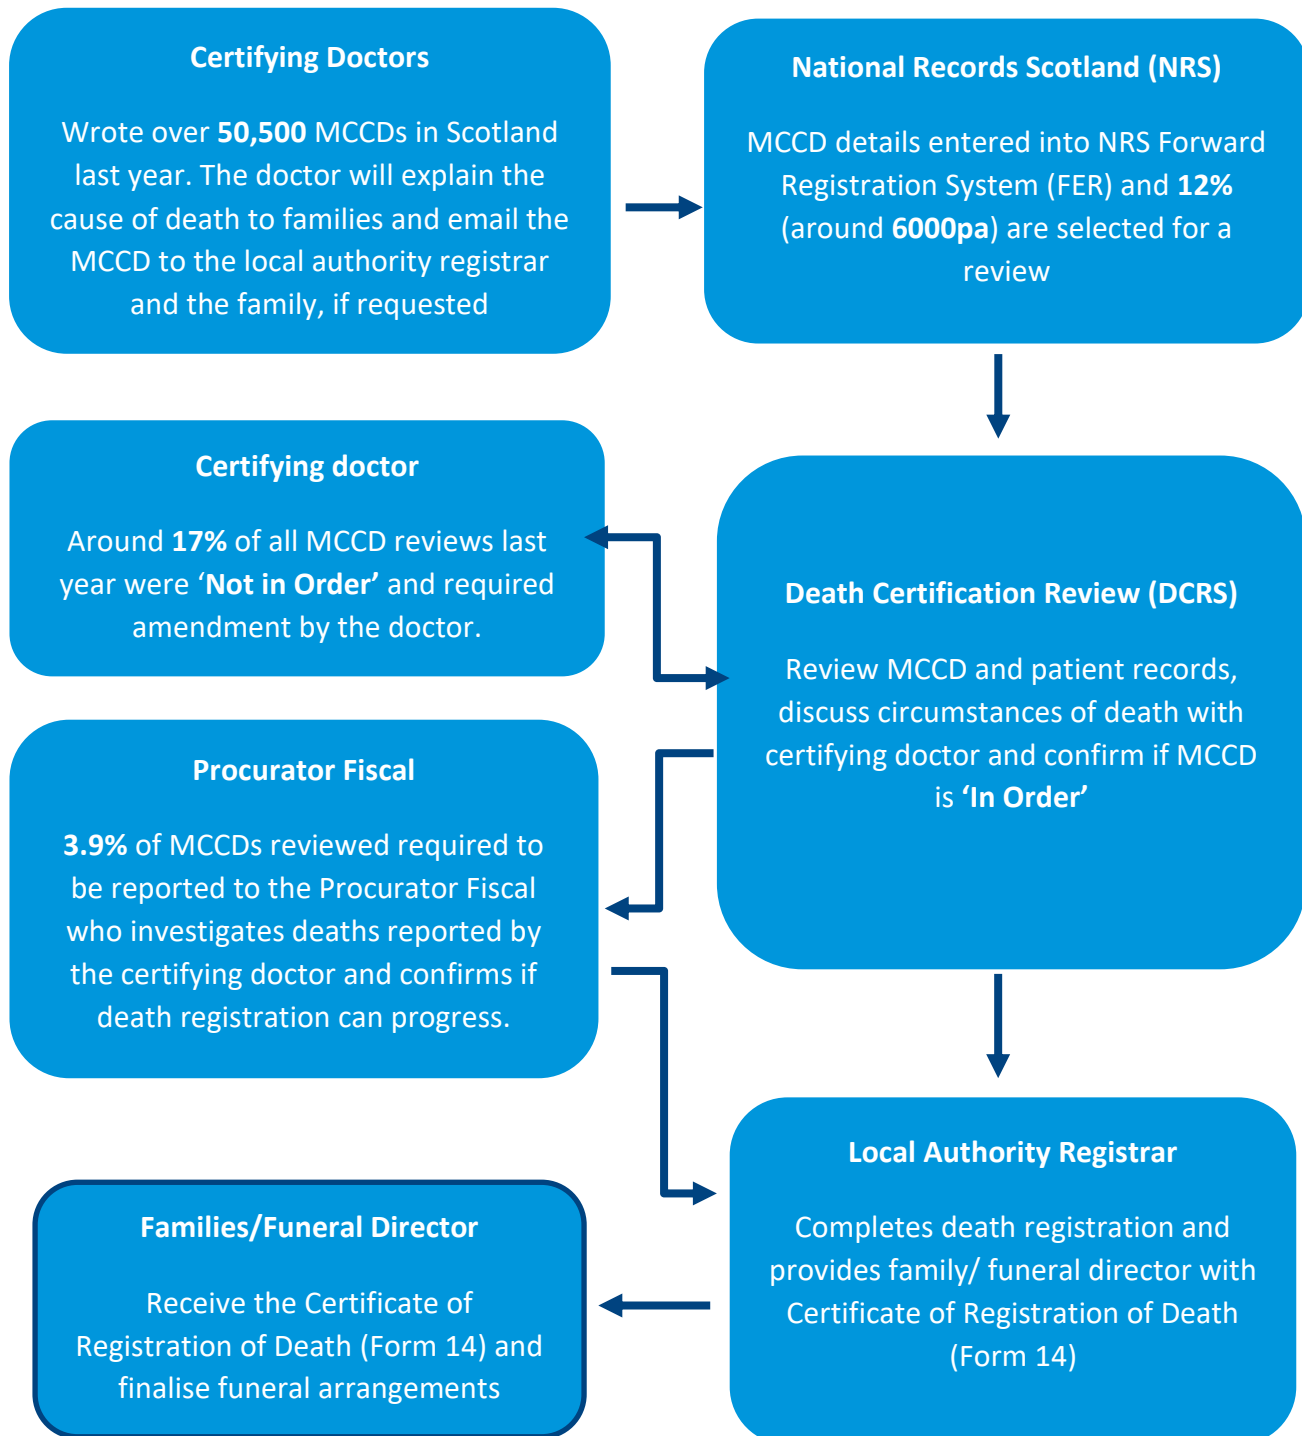 Certifying Doctors
Wrote over 50,500 MCCDs in Scotland
last year. The doctor will explain the
cause of death to families and email the
MCCD to the local authority registrar
and the family, if requested
National Records Scotland (NRS)
MCCD details entered into NRS Forward
Registration System (FER) and 12%
(around 6000pa) are selected for a
review
Certifying doctor
Around 17% of all MCCD reviews last
year were ‘Not in Order’ and required
amendment by the doctor.
Death Certification Review (DCRS)
Review MCCD and patient records,
discuss circumstances of death with
certifying doctor and confirm if MCCD
is ‘In Order’
Procurator Fiscal
3.9% of MCCDs reviewed required to
be reported to the Procurator Fiscal
who investigates deaths reported by
the certifying doctor and confirms if
death registration can progress.
Local Authority Registrar
Completes death registration and
provides family/ funeral director with
Certificate of Registration of Death
(Form 14)
Families/Funeral Director
Receive the Certificate of
Registration of Death (Form 14) and
finalise funeral arrangements